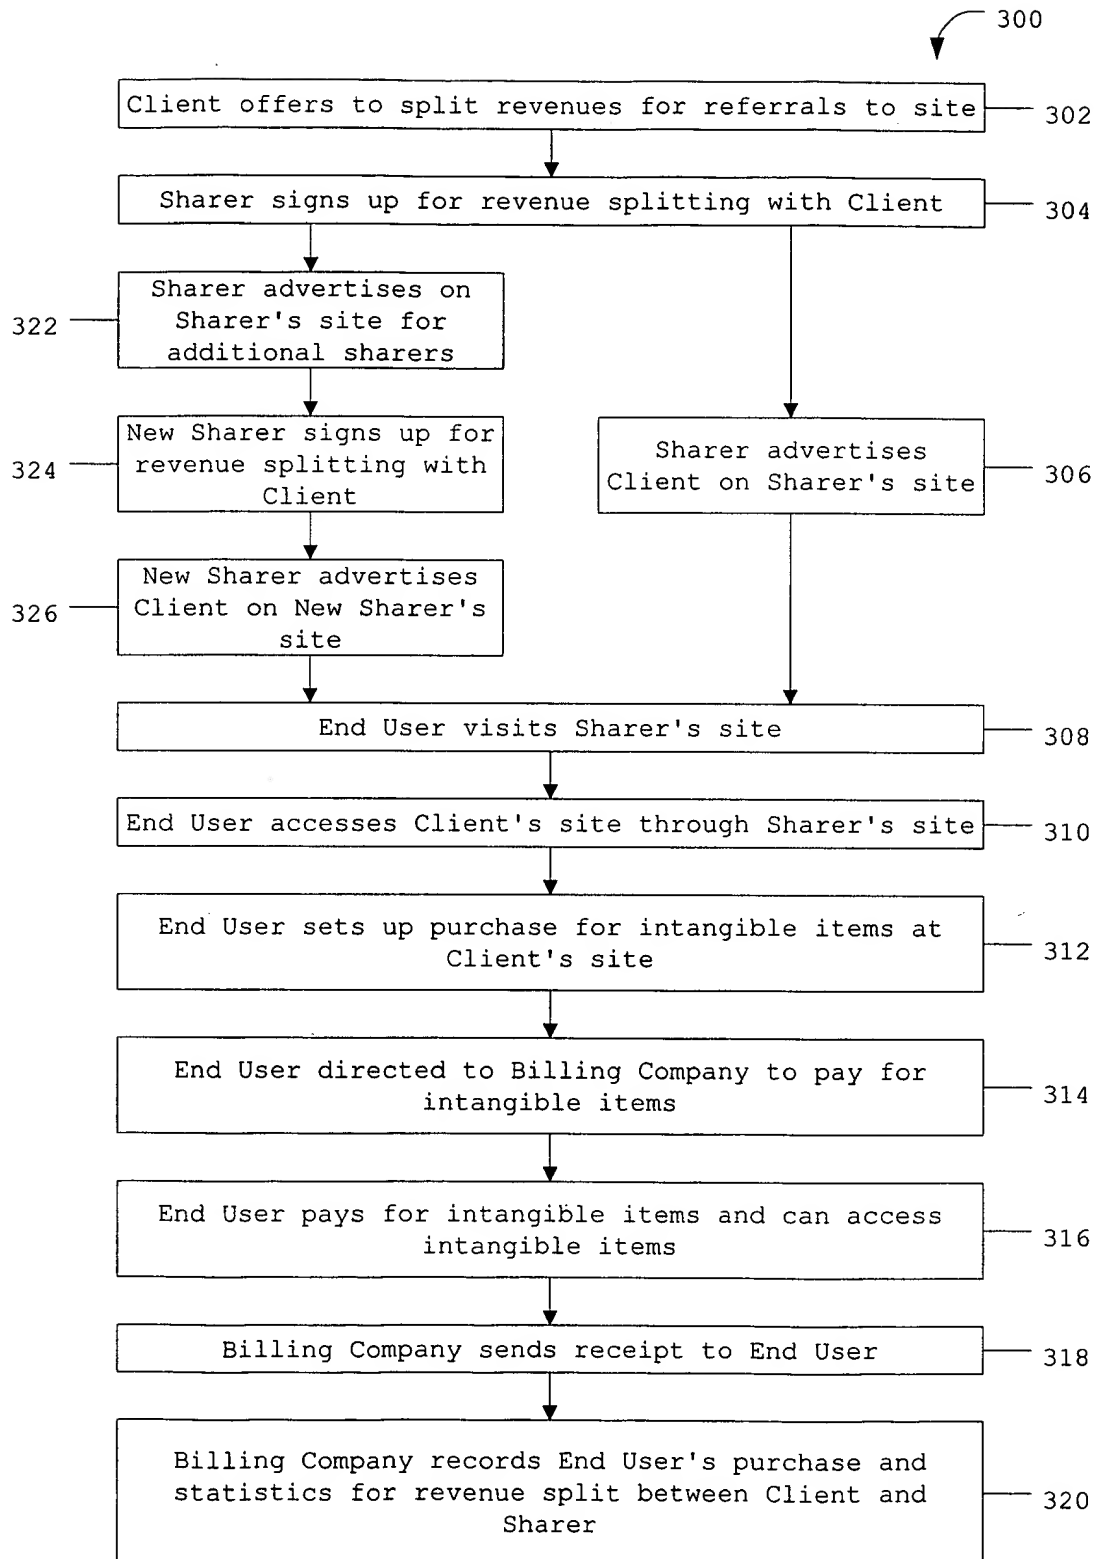 300
Client offers to split revenues for referrals to site
302
Sharer signs up for revenue splitting with Client
304
Sharer advertises on
Sharer's site for
additional sharers
322
New Sharer signs up for
revenue splitting with
Client
324
Sharer advertises
Client on Sharer's site
306
New Sharer advertises
Client on New Sharer's
site
326
End User visits Sharer's site
308
End User accesses Client's site through Sharer's site
310
End User sets up purchase for intangible items at
Client's site
312
End User directed to Billing Company to pay for
intangible items
314
End User pays for intangible items and can access
intangible items
316
Billing Company sends receipt to End User
318
Billing Company records End User's purchase and
statistics for revenue split between Client and
Sharer
320